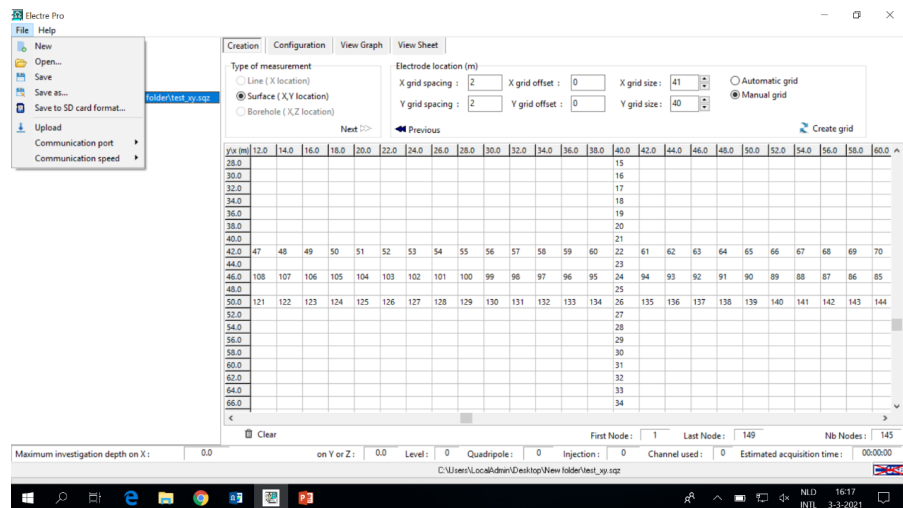 Electre Pro
File Help
New
Open...
Save
Save as...
Save to SD card format...
Upload
Communication port
Communication speed
folder\test_xy.sqz
Creation Configuration View Graph View Sheet
Type of measurement
Line ( X location)
Surface ( X,Y location)
Borehole ( X,Z location)
Next
Electrode location (m)
X grid spacing : 2 X grid offset : 0 X grid size : 41
Y grid spacing : 2 Y grid offset : 0 Y grid size : 40
Automatic grid
Manual grid
Previous
Create grid
y\x (m) 12.0 14.0 16.0 18.0 20.0 22.0 24.0 26.0 28.0 30.0 32.0 34.0 36.0 38.0 40.0 42.0 44.0 46.0 48.0 50.0 52.0 54.0 56.0 58.0 60.0
28.0 15
30.0 16
32.0 17
34.0 18
36.0 19
38.0 20
40.0 21
42.0 47 48 49 50 51 52 53 54 55 56 57 58 59 60 22 61 62 63 64 65 66 67 68 69 70
44.0 23
46.0 108 107 106 105 104 103 102 101 100 99 98 97 96 95 24 94 93 92 91 90 89 88 87 86 85
48.0 25
50.0 121 122 123 124 125 126 127 128 129 130 131 132 133 134 26 135 136 137 138 139 140 141 142 143 144
52.0 27
54.0 28
56.0 29
58.0 30
60.0 31
62.0 32
64.0 33
66.0 34
Clear
First Node : 1 Last Node : 149 Nb Nodes : 145
Maximum investigation depth on X : 0.0 on Y or Z : 0.0 Level : 0 Quadripole : 0 Injection : 0 Channel used : 0 Estimated acquisition time : 00:00:00
C:\Users\LocalAdmin\Desktop\New folder\test_xy.sqz
NLD
INTL
16:17
3-3-2021